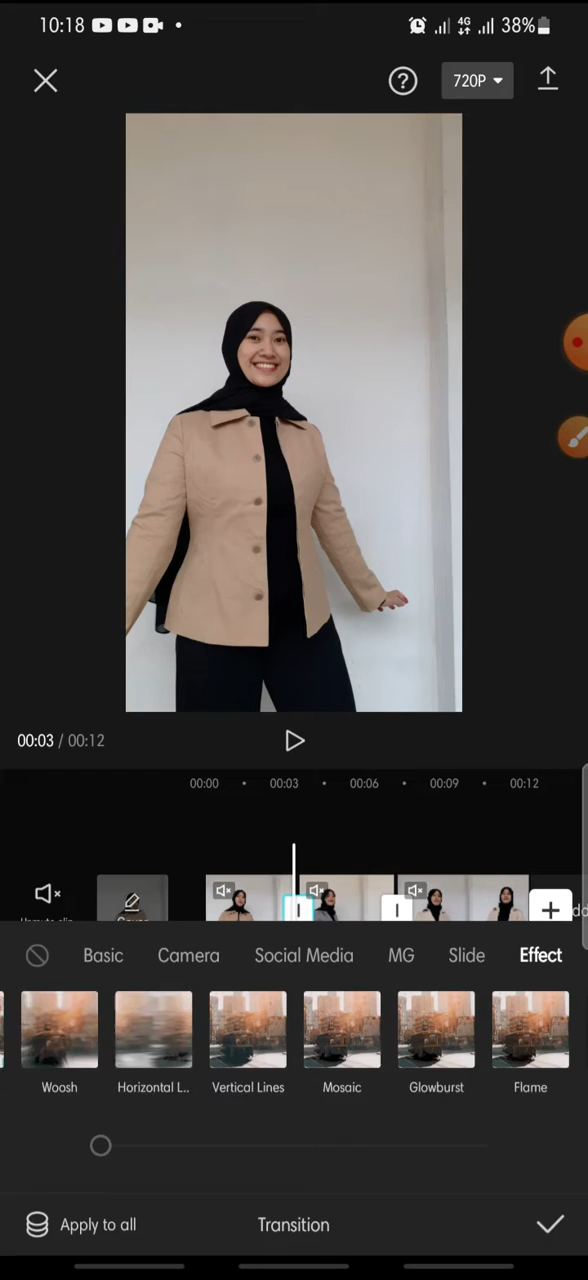 10:18 4G 38%
? 720P
00:03 / 00:12
00:00 00:03 00:06 00:09 00:12
Basic Camera Social Media MG Slide Effect
Woosh Horizontal L.. Vertical Lines Mosaic Glowburst Flame
Apply to all Transition